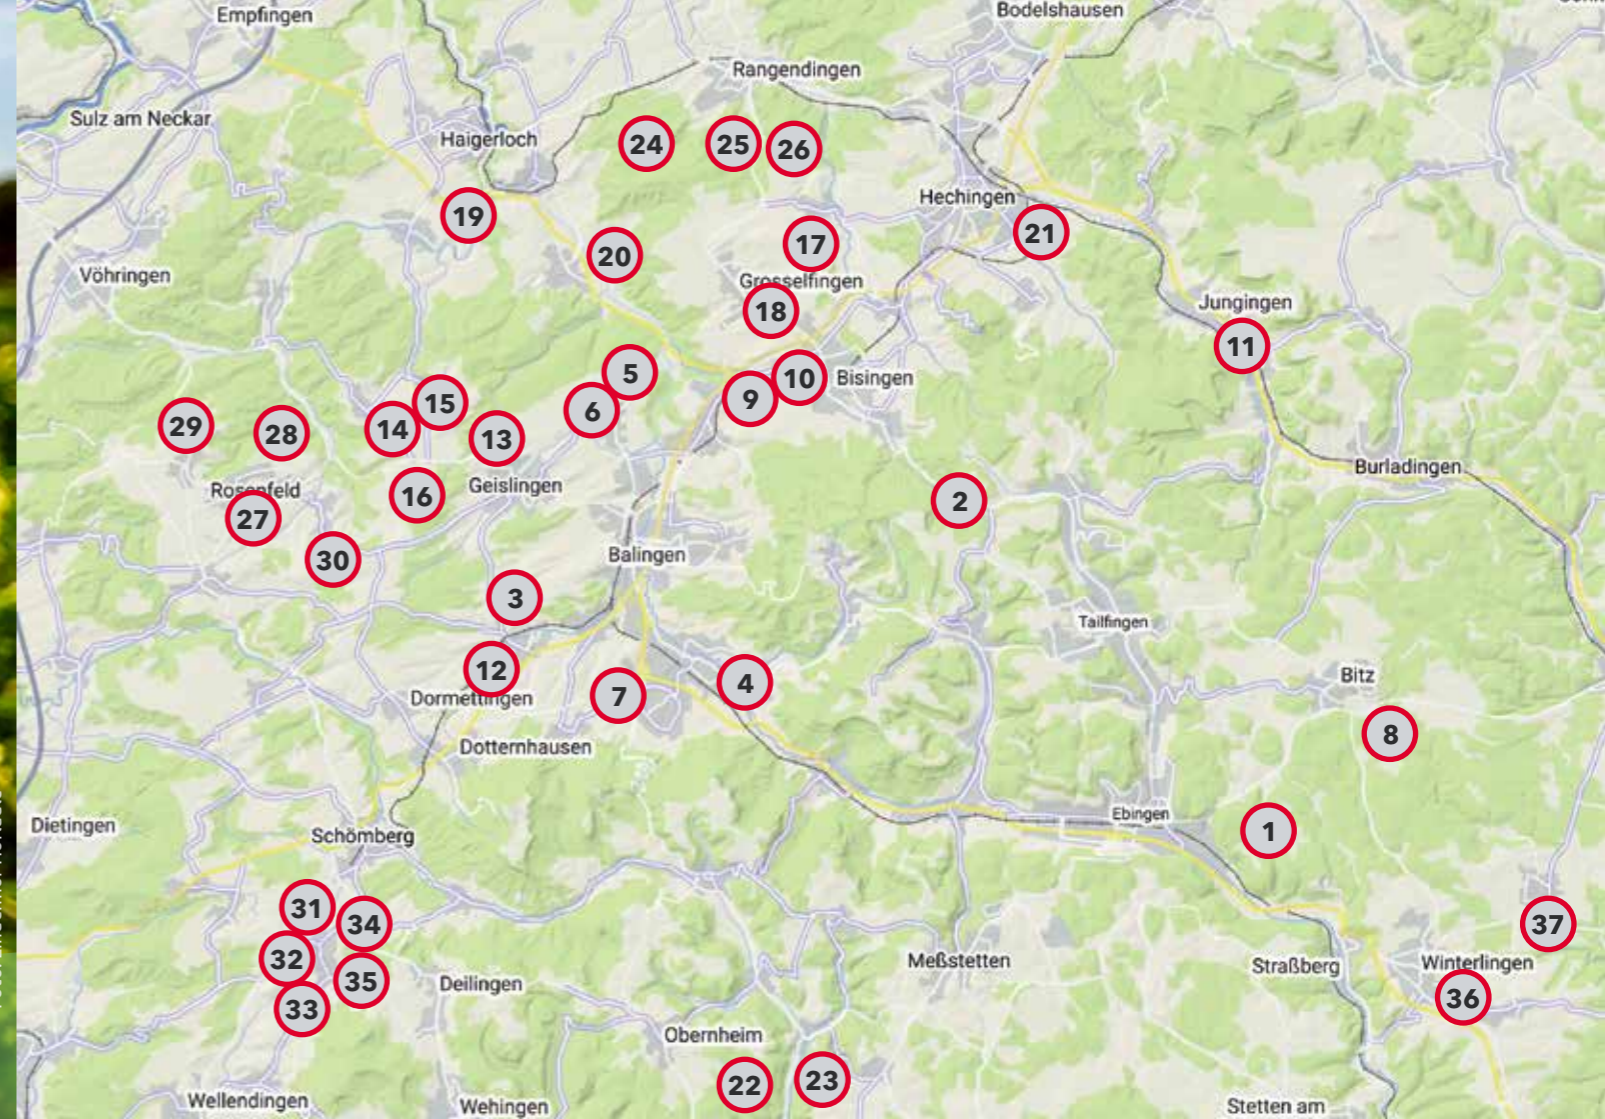 Empfingen
Bodelshausen
Rangendingen
Sulz am Neckar
Haigerloch
24
25
26
Hechingen
19
21
17
20
Vöhringen
Grosselfingen
18
Jungingen
11
5
10
Bisingen
9
15
6
29
14
28
13
Burladingen
Geislingen
Rosenfeld
16
2
27
Balingen
30
3
Tailfingen
12
Bitz
4
7
Dormettingen
8
Dotternhausen
Ebingen
Dietingen
1
Schömberg
31
34
37
32
Meßstetten
Winterlingen
Straßberg
35
Deilingen
36
33
Obernheim
23
22
Wellendingen
Wehingen
Stetten am